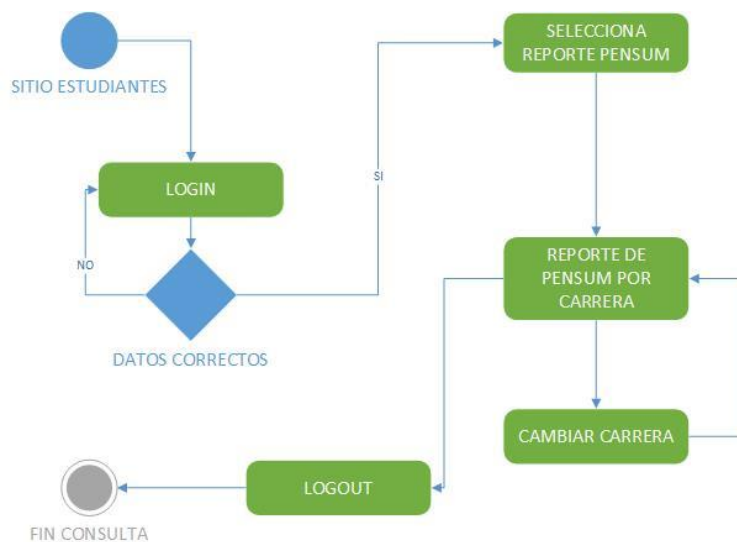 SITIO ESTUDIANTES
SELECCIONA
REPORTE PENSUM
LOGIN
SI
NO
DATOS CORRECTOS
REPORTE DE
PENSUM POR
CARRERA
CAMBIAR CARRERA
LOGOUT
FIN CONSULTA